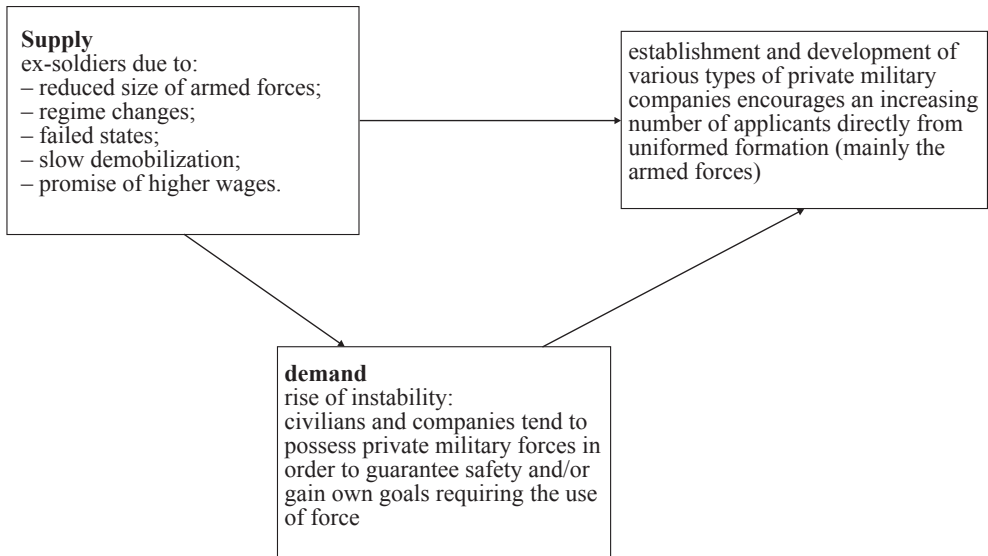 Supply
ex-soldiers due to:
– reduced size of armed forces;
– regime changes;
– failed states;
– slow demobilization;
– promise of higher wages.
establishment and development of
various types of private military
companies encourages an increasing
number of applicants directly from
uniformed formation (mainly the
armed forces)
demand
rise of instability:
civilians and companies tend to
possess private military forces in
order to guarantee safety and/or
gain own goals requiring the use
of force